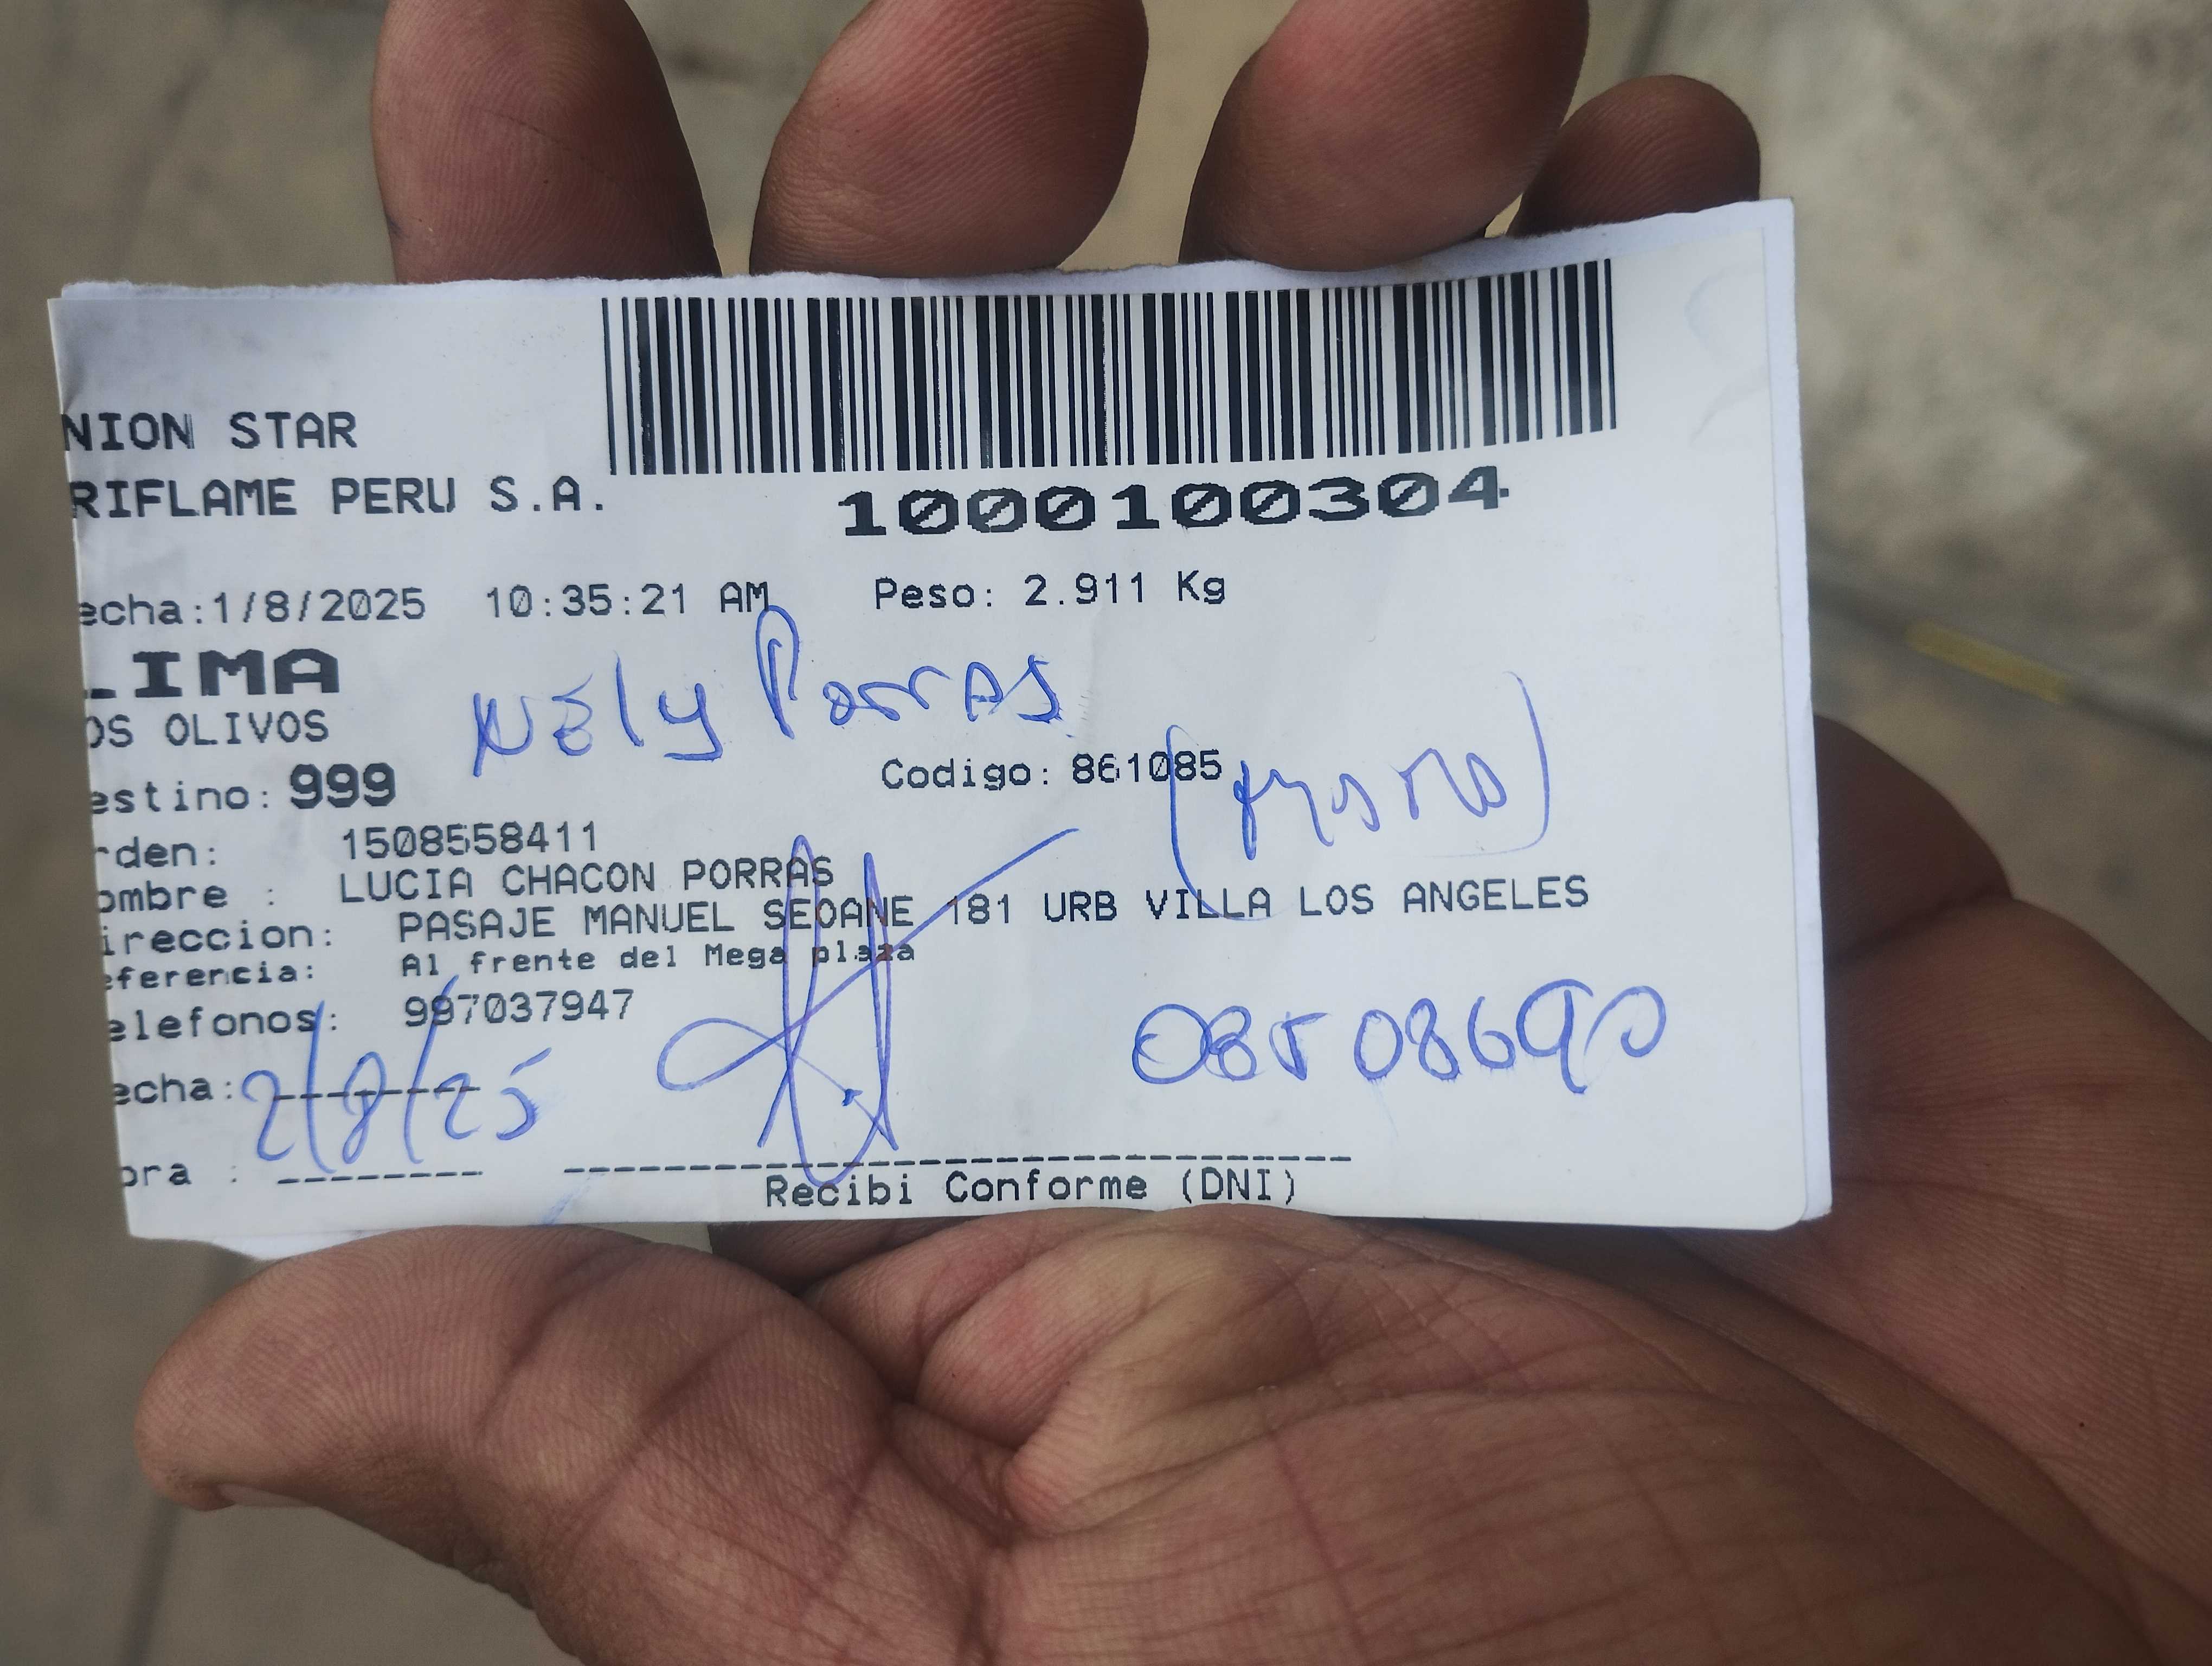 NION STAR
RIFLAME PERU S.A.
1000100304
echa:1/8/2025 10:35:21 AM Peso: 2.911 Kg
LIMA
OS OLIVOS
Nély Porras
estino: 999 Codigo: 861085
rden: 1508558411
ombre : LUCIA CHACON PORRAS
ireccion: PASAJE MANUEL SEOANE 181 URB VILLA LOS ANGELES
eferencia: Al frente del Mega plaza
elefonos: 997037947
echa: 2/8/25
08508690
ora :
Recibi Conforme (DNI)